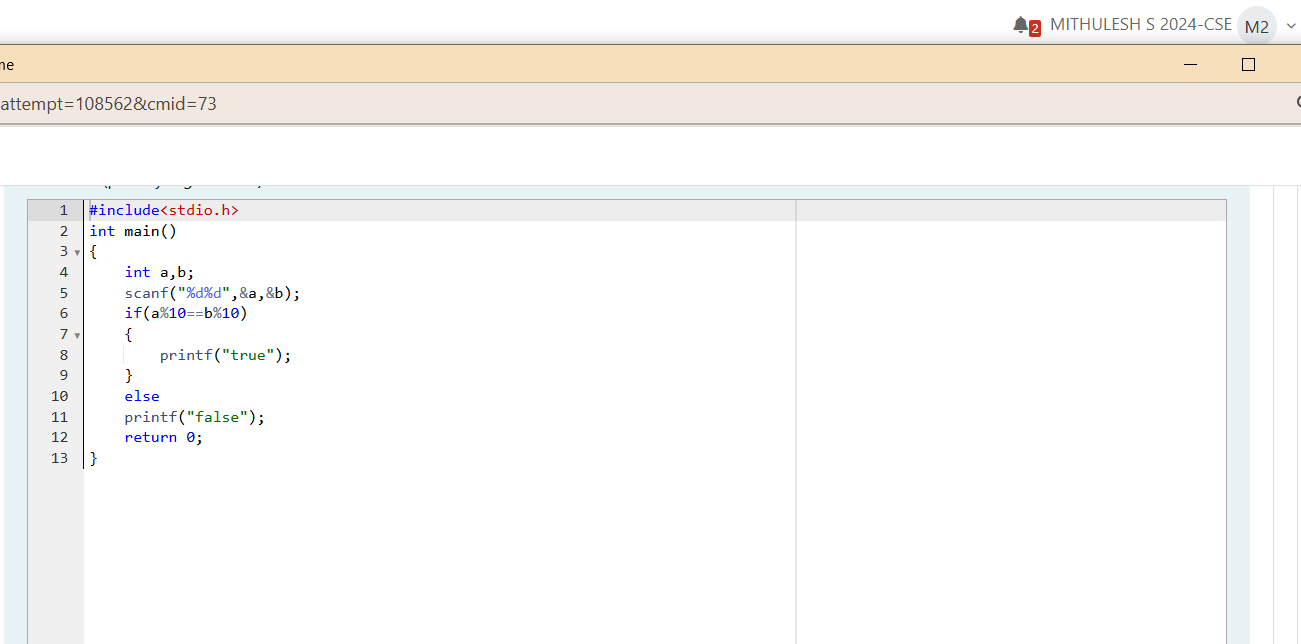 2 MITHULESH S 2024-CSE M2
me
attempt=108562&cmid=73
1 #include<stdio.h>
2 int main()
3 {
4 int a,b;
5 scanf("%d%d",&a,&b);
6 if(a%10==b%10)
7 {
8 printf("true");
9 }
10 else
11 printf("false");
12 return 0;
13 }